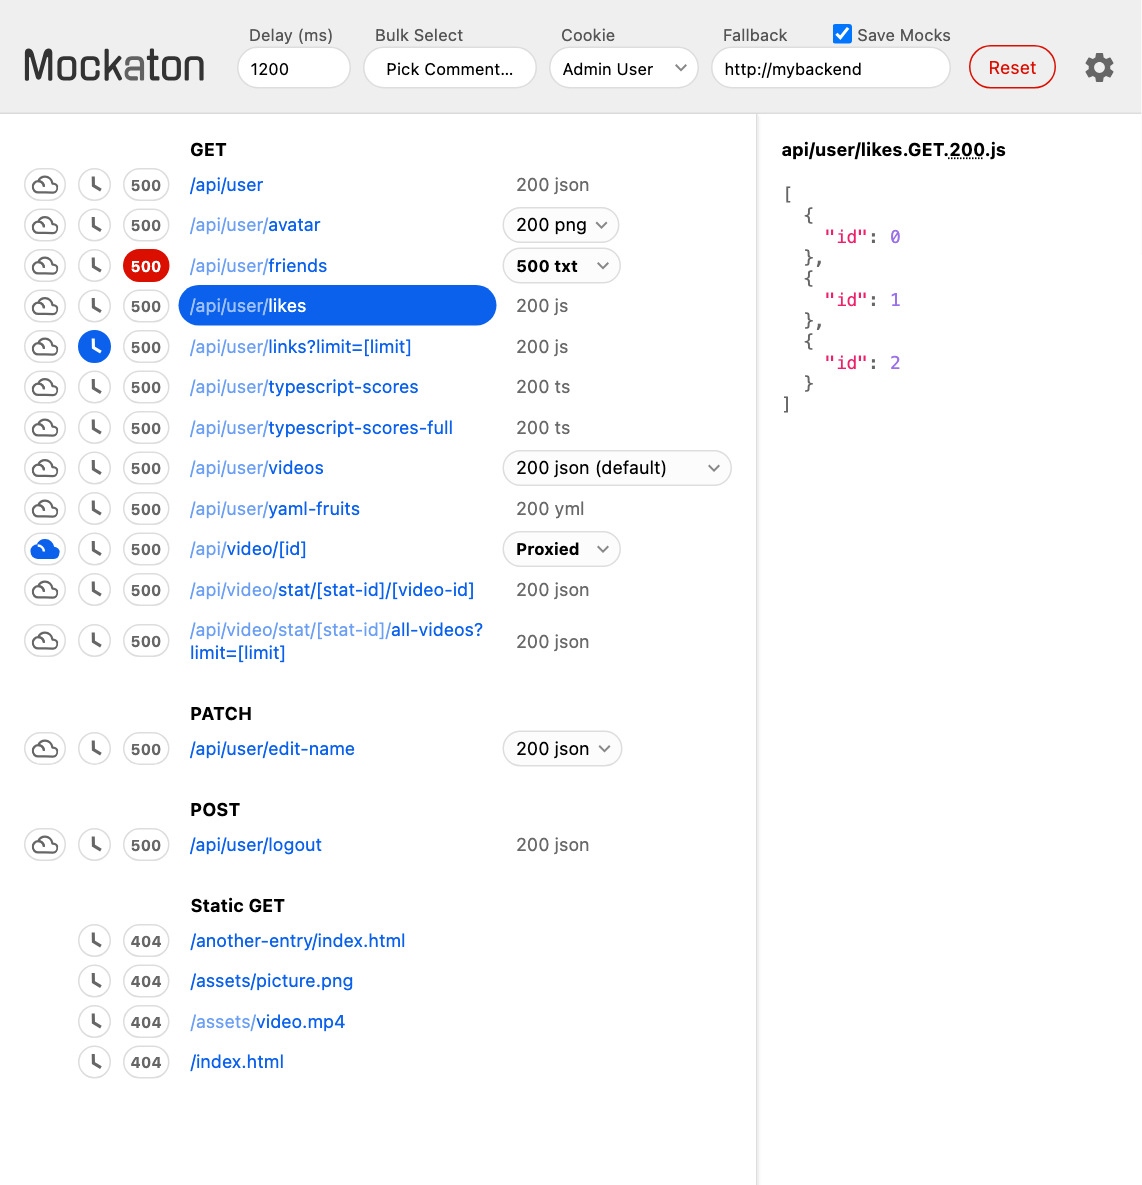 Mockaton
Delay (ms)
1200
Bulk Select
Pick Comment...
Cookie
Admin User
Fallback
Save Mocks
http://mybackend
Reset
GET
500 /api/user 200 json
500 /api/user/avatar 200 png
500 /api/user/friends 500 txt
500 /api/user/likes 200 js
500 /api/user/links?limit=[limit] 200 js
500 /api/user/typescript-scores 200 ts
500 /api/user/typescript-scores-full 200 ts
500 /api/user/videos 200 json (default)
500 /api/user/yaml-fruits 200 yml
500 /api/video/[id] Proxied
500 /api/video/stat/[stat-id]/[video-id] 200 json
500 /api/video/stat/[stat-id]/all-videos?
limit=[limit] 200 json
PATCH
500 /api/user/edit-name 200 json
POST
500 /api/user/logout 200 json
Static GET
404 /another-entry/index.html
404 /assets/picture.png
404 /assets/video.mp4
404 /index.html
api/user/likes.GET.200.js
[
  {
    "id": 0
  },
  {
    "id": 1
  },
  {
    "id": 2
  }
]